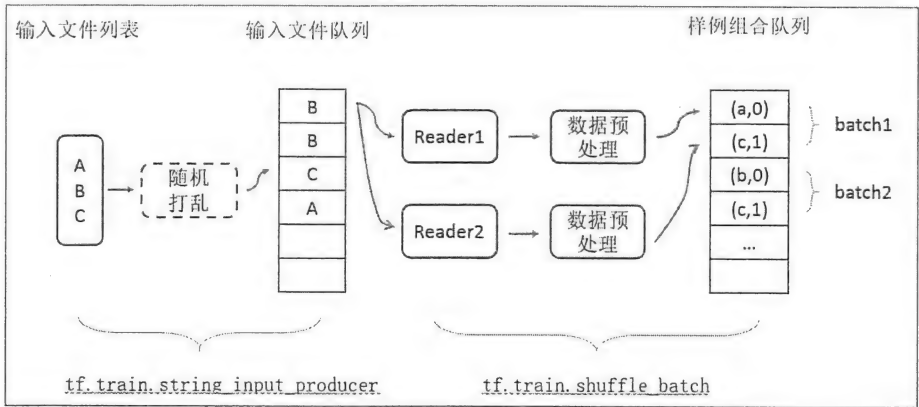 输入文件列表
输入文件队列
样例组合队列
A
B
C
随机
打乱
B
B
C
A
Reader1
数据预
处理
Reader2
数据预
处理
(a,0)
(c,1)
(b,0)
(c,1)
...
batch1
batch2
tf.train.string_input_producer
tf.train.shuffle_batch